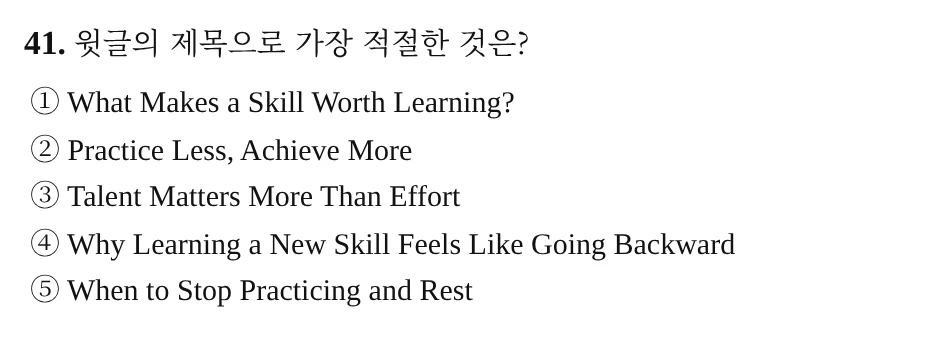 41. 윗글의 제목으로 가장 적절한 것은?
① What Makes a Skill Worth Learning?
② Practice Less, Achieve More
③ Talent Matters More Than Effort
④ Why Learning a New Skill Feels Like Going Backward
⑤ When to Stop Practicing and Rest